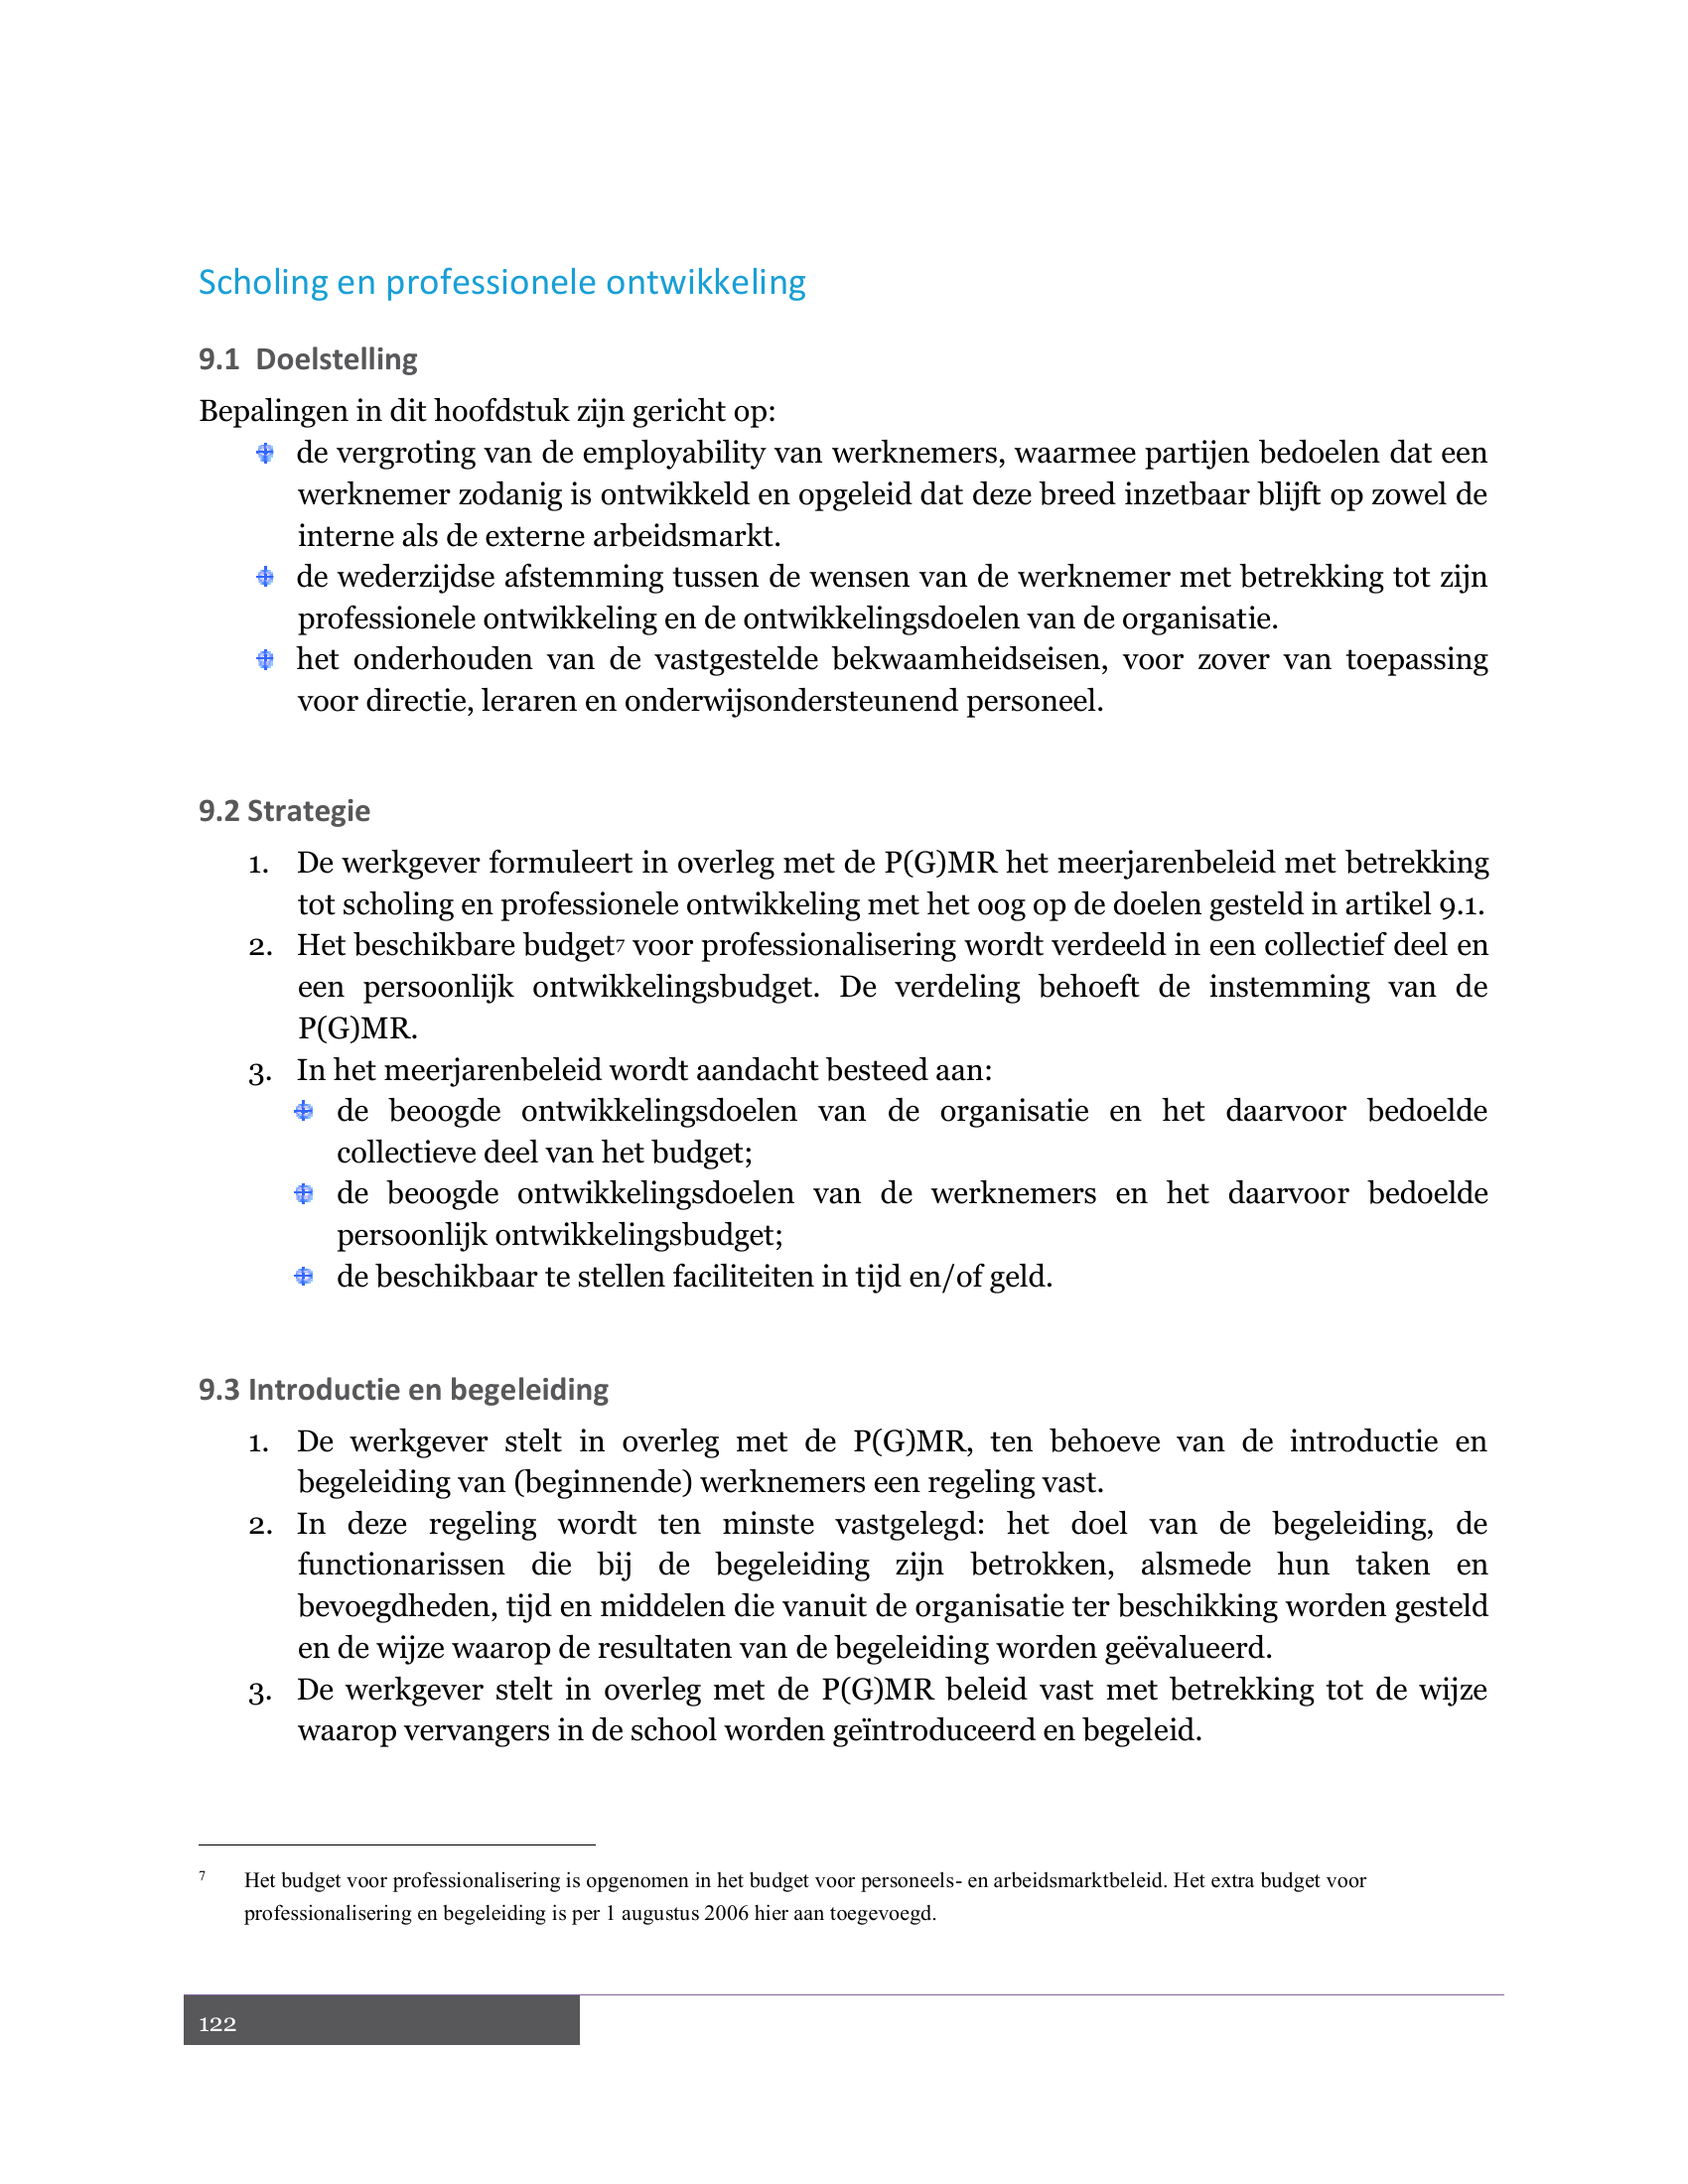 Scholing en professionele ontwikkeling
9.1 Doelstelling
Bepalingen in dit hoofdstuk zijn gericht op:
de vergroting van de employability van werknemers, waarmee partijen bedoelen dat een
werknemer zodanig is ontwikkeld en opgeleid dat deze breed inzetbaar blijft op zowel de
interne als de externe arbeidsmarkt.
de wederzijdse afstemming tussen de wensen van de werknemer met betrekking tot zijn
professionele ontwikkeling en de ontwikkelingsdoelen van de organisatie.
het onderhouden van de vastgestelde bekwaamheidseisen, voor zover van toepassing
voor directie, leraren en onderwijsondersteunend personeel.
9.2 Strategie
1. De werkgever formuleert in overleg met de P(G)MR het meerjarenbeleid met betrekking
tot scholing en professionele ontwikkeling met het oog op de doelen gesteld in artikel 9.1.
2. Het beschikbare budget7 voor professionalisering wordt verdeeld in een collectief deel en
een persoonlijk ontwikkelingsbudget. De verdeling behoeft de instemming van de
P(G)MR.
3. In het meerjarenbeleid wordt aandacht besteed aan:
de beoogde ontwikkelingsdoelen van de organisatie en het daarvoor bedoelde
collectieve deel van het budget;
de beoogde ontwikkelingsdoelen van de werknemers en het daarvoor bedoelde
persoonlijk ontwikkelingsbudget;
de beschikbaar te stellen faciliteiten in tijd en/of geld.
9.3 Introductie en begeleiding
1. De werkgever stelt in overleg met de P(G)MR, ten behoeve van de introductie en
begeleiding van (beginnende) werknemers een regeling vast.
2. In deze regeling wordt ten minste vastgelegd: het doel van de begeleiding, de
functionarissen die bij de begeleiding zijn betrokken, alsmede hun taken en
bevoegdheden, tijd en middelen die vanuit de organisatie ter beschikking worden gesteld
en de wijze waarop de resultaten van de begeleiding worden geëvalueerd.
3. De werkgever stelt in overleg met de P(G)MR beleid vast met betrekking tot de wijze
waarop vervangers in de school worden geïntroduceerd en begeleid.
7 Het budget voor professionalisering is opgenomen in het budget voor personeels- en arbeidsmarktbeleid. Het extra budget voor
professionalisering en begeleiding is per 1 augustus 2006 hier aan toegevoegd.
122